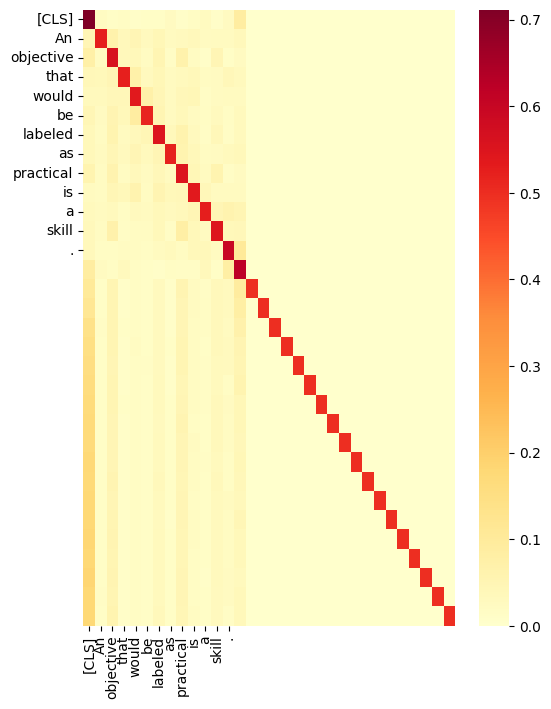 [CLS]
An
objective
that
would
be
labeled
as
practical
is
a
skill
.
[CLS]
An
objective
that
would
be
labeled
as
practical
is
a
skill
.
0.7
0.6
0.5
0.4
0.3
0.2
0.1
0.0